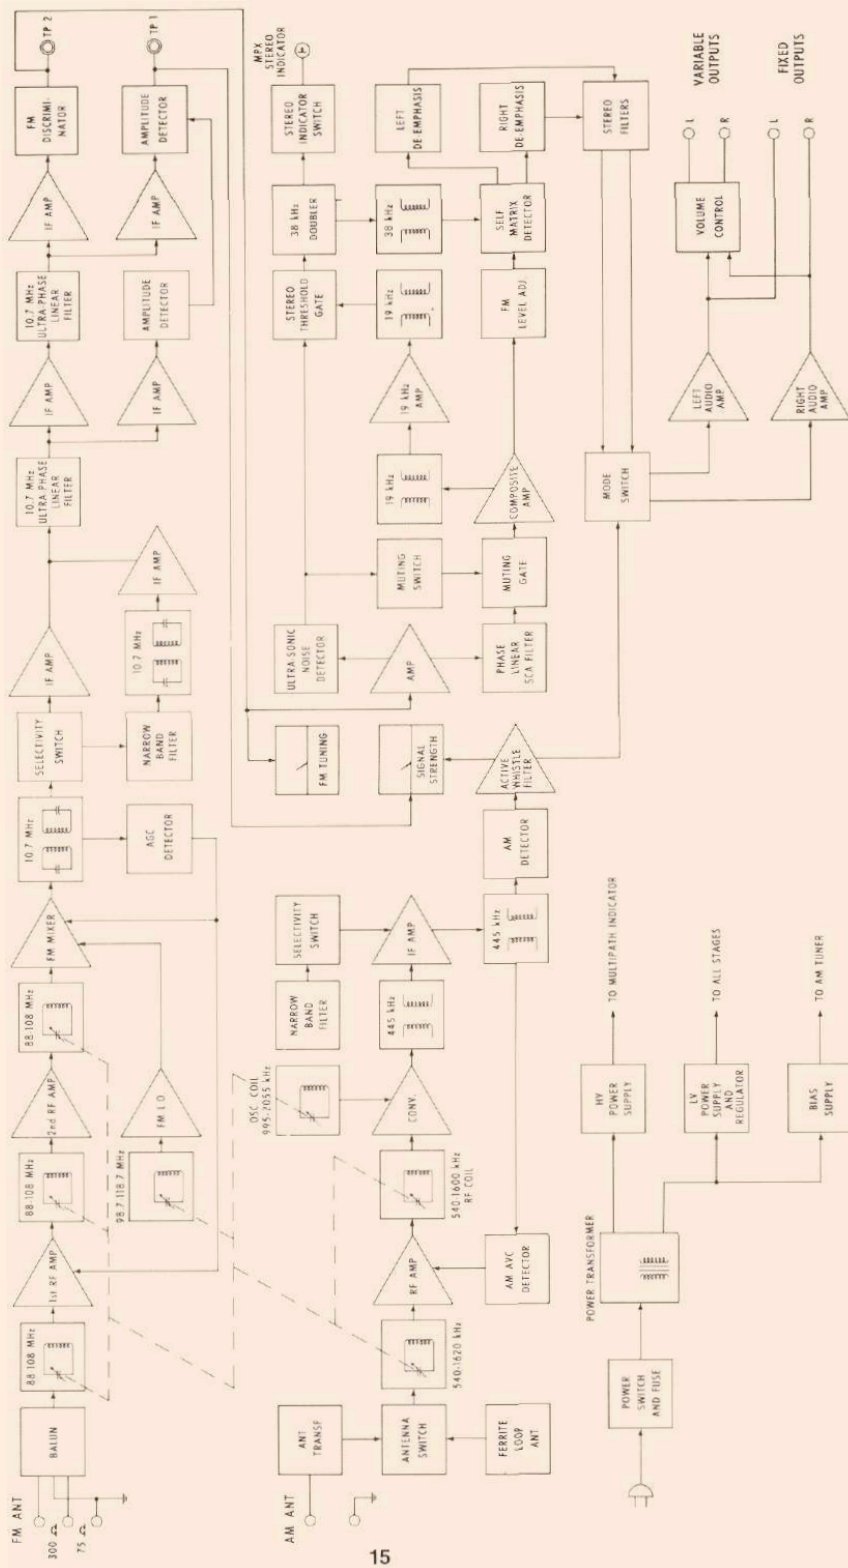 FM ANT
300 Ω
75 Ω
BALUN
88-108 MHz
1st RF AMP
88-108 MHz
2nd RF AMP
88-108 MHz
FM MIXER
98.7-118.7 MHz
FM LO
10.7 MHz
AGC
DETECTOR
SELECTIVITY
SWITCH
NARROW
BAND
FILTER
10.7 MHz
IF AMP
IF AMP
10.7 MHz
ULTRA-PHASE
LINEAR
FILTER
IF AMP
IF AMP
10.7 MHz
ULTRA-PHASE
LINEAR
FILTER
AMPLITUDE
DETECTOR
IF AMP
IF AMP
FM
DISCRIMI-
NATOR
AMPLITUDE
DETECTOR
TP 2
TP 1
AM ANT
ANT
TRANSF
ANTENNA
SWITCH
FERRITE
LOOP
ANT
540-1620 kHz
RF AMP
AM AVC
DETECTOR
540-1600 kHz
RF COIL
OSC COIL
995-2055 kHz
CONV.
NARROW
BAND
FILTER
SELECTIVITY
SWITCH
445 kHz
IF AMP
445 kHz
AM
DETECTOR
ACTIVE
WHISTLE
FILTER
FM TUNING
SIGNAL
STRENGTH
ULTRA SONIC
NOISE
DETECTOR
AMP
PHASE
LINEAR
SCA FILTER
MUTING
SWITCH
MUTING
GATE
19 kHz
COMPOSITE
AMP
19 kHz
AMP
STEREO
THRESHOLD
GATE
19 kHz
FM
LEVEL ADJ.
38 kHz
DOUBLER
38 kHz
SELF
MATRIX
DETECTOR
STEREO
INDICATOR
SWITCH
MPX
STEREO
INDICATOR
LEFT
DE-EMPHASIS
RIGHT
DE-EMPHASIS
STEREO
FILTERS
MODE
SWITCH
LEFT
AUDIO
AMP
RIGHT
AUDIO
AMP
VOLUME
CONTROL
L
R
VARIABLE
OUTPUTS
L
R
FIXED
OUTPUTS
POWER
SWITCH
AND FUSE
POWER TRANSFORMER
HV
POWER
SUPPLY
TO MULTIPATH INDICATOR
LV
POWER
SUPPLY
AND
REGULATOR
TO ALL STAGES
BIAS
SUPPLY
TO AM TUNER
15